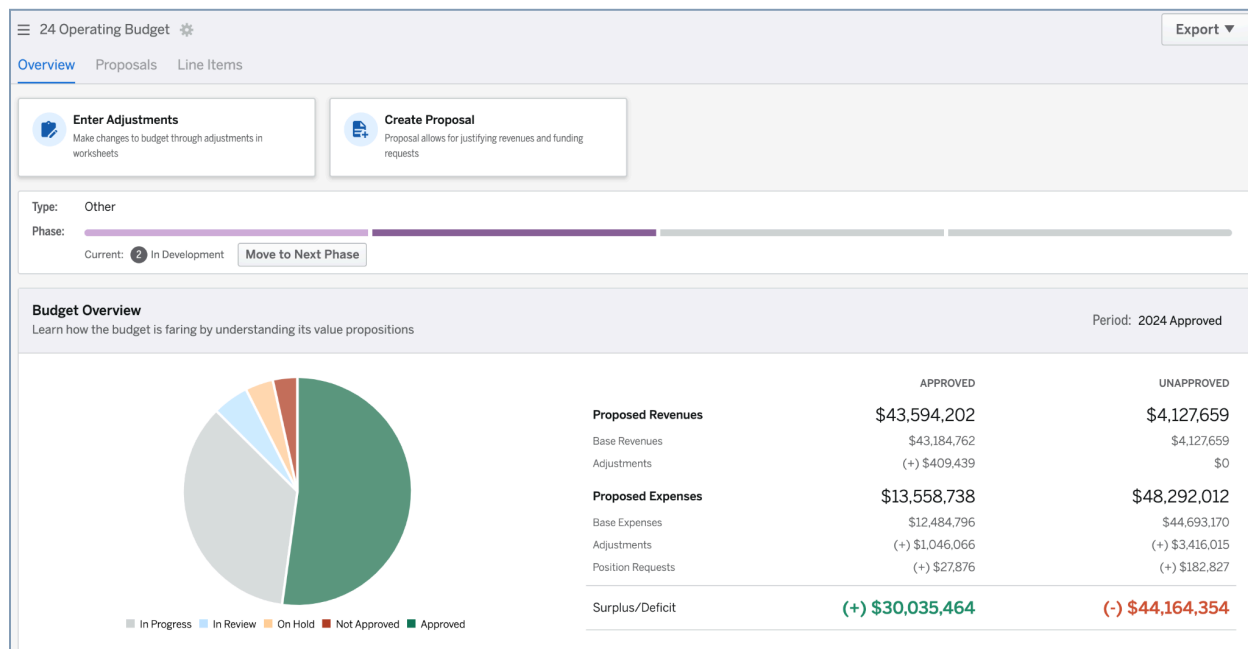 24 Operating Budget
Export ▼
Overview Proposals Line Items
Enter Adjustments
Make changes to budget through adjustments in
worksheets
Create Proposal
Proposal allows for justifying revenues and funding
requests
Type: Other
Phase:
Current: 2 In Development Move to Next Phase
Budget Overview
Learn how the budget is faring by understanding its value propositions
Period: 2024 Approved
In Progress In Review On Hold Not Approved Approved
APPROVED UNAPPROVED
Proposed Revenues $43,594,202 $4,127,659
Base Revenues $43,184,762 $4,127,659
Adjustments (+) $409,439 $0
Proposed Expenses $13,558,738 $48,292,012
Base Expenses $12,484,796 $44,693,170
Adjustments (+) $1,046,066 (+) $3,416,015
Position Requests (+) $27,876 (+) $182,827
Surplus/Deficit (+) $30,035,464 (-) $44,164,354